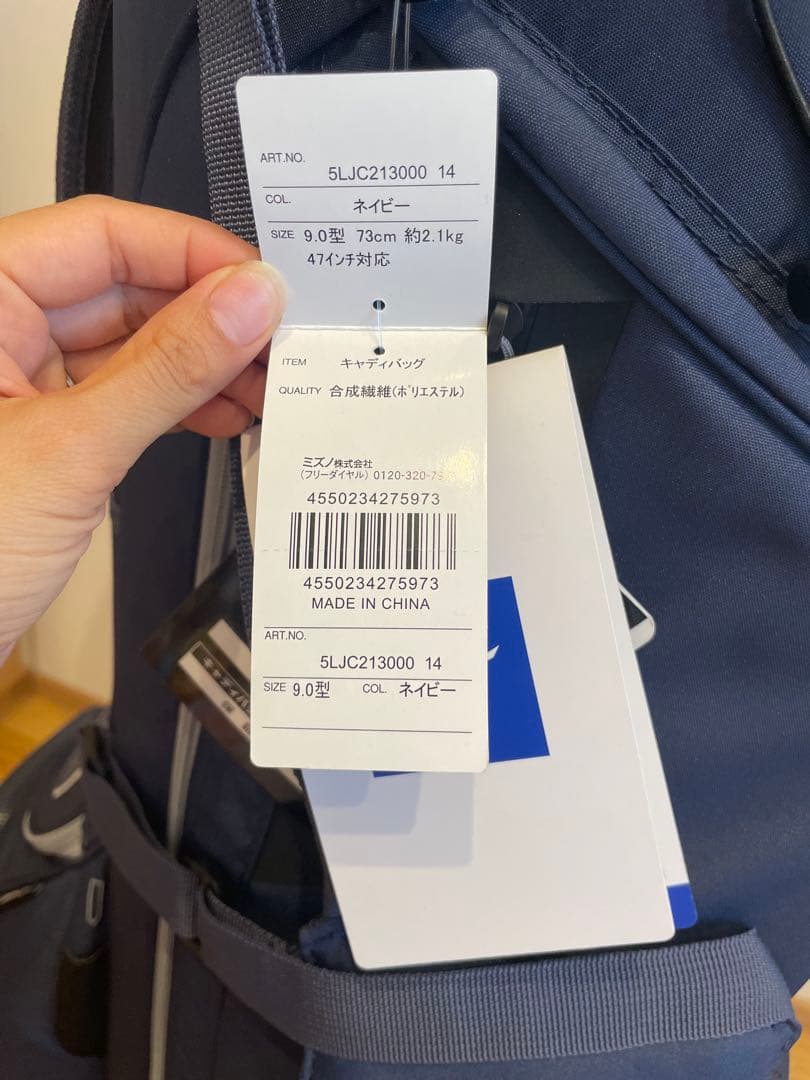 ART.NO.
5LJC213000 14
COL.
ネイビー
SIZE 9.0型 73cm 約2.1kg
47インチ対応
ITEM キャディバッグ
QUALITY 合成繊維(ポリエステル)
ミズノ株式会社
(フリーダイヤル) 0120-320-7
4550234275973
4550234275973
MADE IN CHINA
ART.NO.
5LJC213000 14
SIZE 9.0型 COL. ネイビー